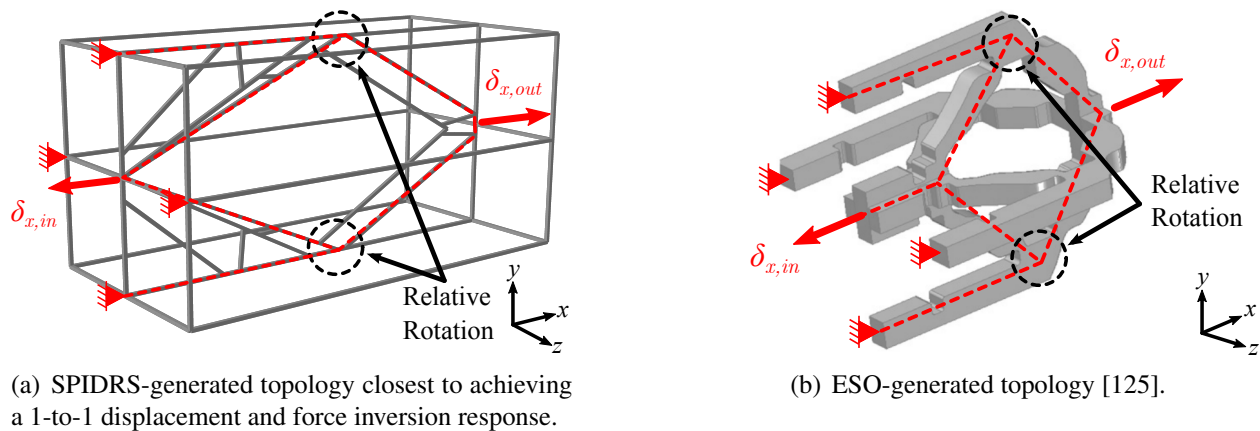 δx,out
δx,in
Relative
Rotation
y
x
z
(a) SPIDRS-generated topology closest to achieving
a 1-to-1 displacement and force inversion response.
δx,out
δx,in
Relative
Rotation
y
x
z
(b) ESO-generated topology [125].